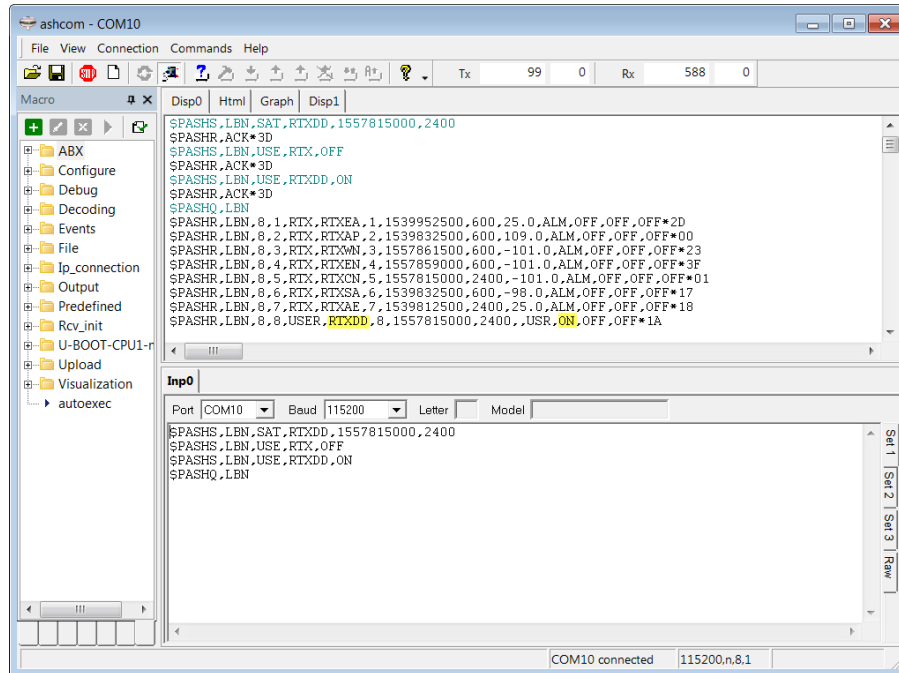 ashcom - COM10
File View Connection Commands Help
Tx 99 0 Rx 588 0
Macro
Disp0 Html Graph Disp1
ABX
Configure
Debug
Decoding
Events
File
Ip_connection
Output
Predefined
Rcv_init
U-BOOT-CPU1-r
Upload
Visualization
autoexec
$PASHS,LBN,SAT,RTXDD,1557815000,2400
$PASHR,ACK*3D
$PASHS,LBN,USE,RTX,OFF
$PASHR,ACK*3D
$PASHS,LBN,USE,RTXDD,ON
$PASHR,ACK*3D
$PASHQ,LBN
$PASHR,LBN,8,1,RTX,RTXEA,1,1539952500,600,25.0,ALM,OFF,OFF,OFF*2D
$PASHR,LBN,8,2,RTX,RTXAP,2,1539832500,600,109.0,ALM,OFF,OFF,OFF*00
$PASHR,LBN,8,3,RTX,RTXWN,3,1557861500,600,-101.0,ALM,OFF,OFF,OFF*23
$PASHR,LBN,8,4,RTX,RTXEN,4,1557859000,600,-101.0,ALM,OFF,OFF,OFF*3F
$PASHR,LBN,8,5,RTX,RTXCN,5,1557815000,2400,-101.0,ALM,OFF,OFF,OFF*01
$PASHR,LBN,8,6,RTX,RTXSA,6,1539832500,600,-98.0,ALM,OFF,OFF,OFF*17
$PASHR,LBN,8,7,RTX,RTXAE,7,1539812500,2400,25.0,ALM,OFF,OFF,OFF*18
$PASHR,LBN,8,8,USER,RTXDD,8,1557815000,2400,,USR,ON,OFF,OFF*1A
Inp0
Port COM10 Baud 115200 Letter Model
$PASHS,LBN,SAT,RTXDD,1557815000,2400
$PASHS,LBN,USE,RTX,OFF
$PASHS,LBN,USE,RTXDD,ON
$PASHQ,LBN
Set 1
Set 2
Set 3
Raw
COM10 connected 115200,n,8,1